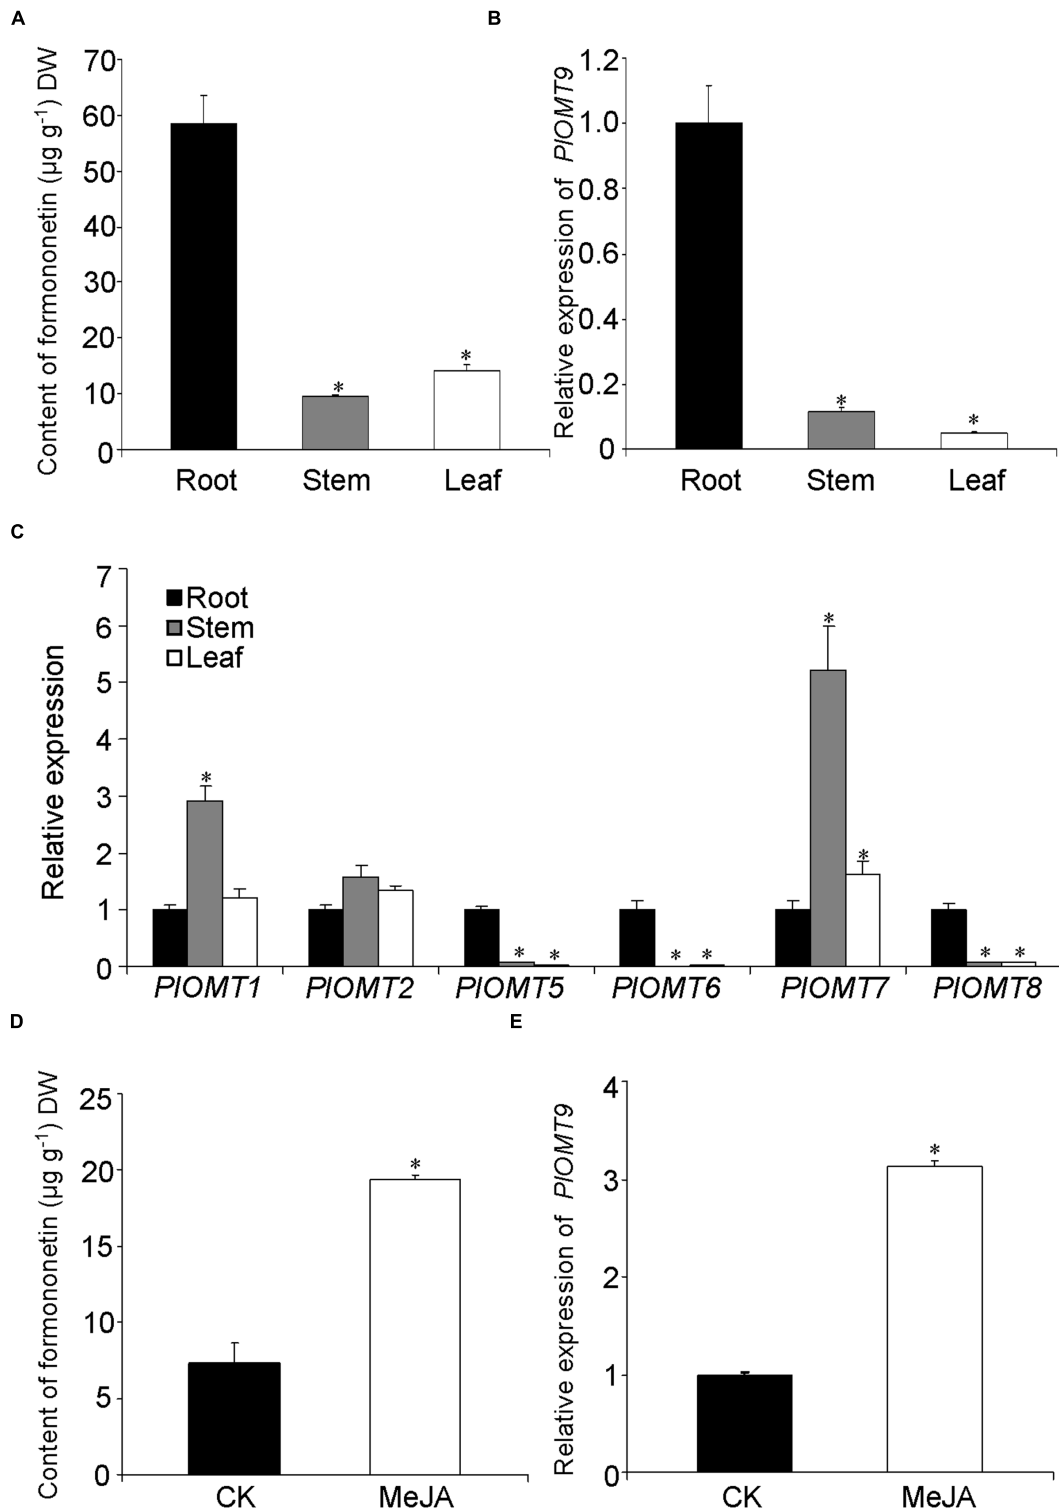 A
Content of formononetin (µg g⁻¹) DW
70
60
50
40
30
20
10
0
Root Stem Leaf
B
Relative expression of PlOMT9
1.2
1.0
0.8
0.6
0.4
0.2
0
Root Stem Leaf
C
Relative expression
7
6
5
4
3
2
1
0
Root
Stem
Leaf
*
*
*
* *
* *
* *
PlOMT1 PlOMT2 PlOMT5 PlOMT6 PlOMT7 PlOMT8
D
Content of formononetin (µg g⁻¹) DW
25
20
15
10
5
0
*
CK MeJA
E
Relative expression of PlOMT9
4
3
2
1
0
*
CK MeJA